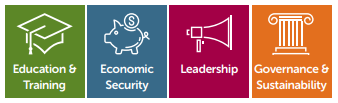 Education &
Training
Economic
Security
Leadership
Governance &
Sustainability